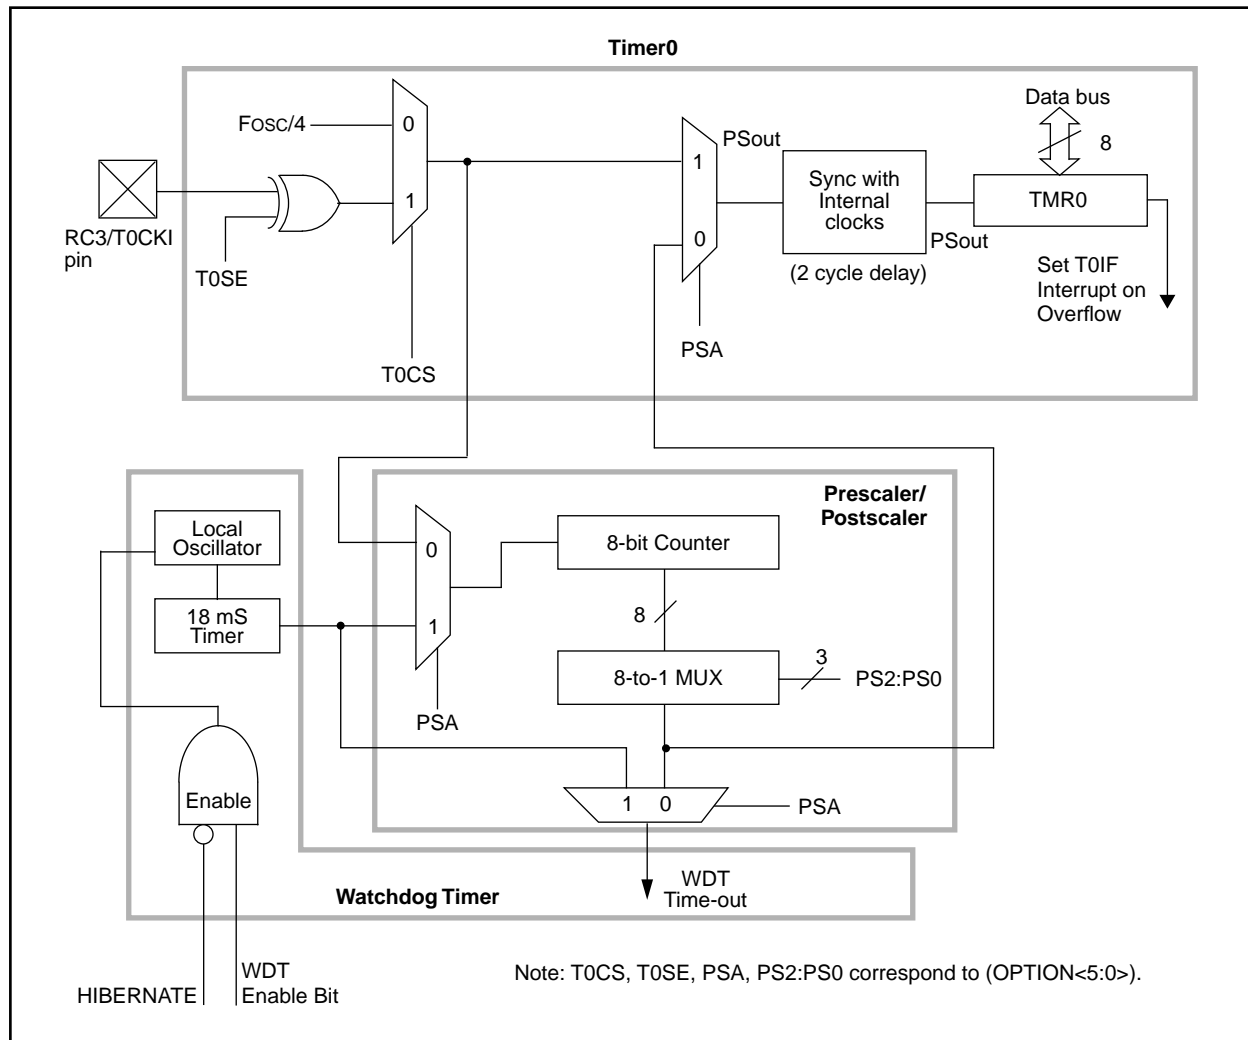 Timer0
Data bus
8
FOSC/4
0
1
RC3/T0CKI
pin
T0SE
T0CS
PSout
1
0
PSA
Sync with
Internal
clocks
(2 cycle delay)
PSout
TMR0
Set T0IF
Interrupt on
Overflow
Prescaler/
Postscaler
Local
Oscillator
18 mS
Timer
0
1
PSA
8-bit Counter
8
8-to-1 MUX
3
PS2:PS0
Enable
1 0
PSA
WDT
Time-out
Watchdog Timer
HIBERNATE
WDT
Enable Bit
Note: T0CS, T0SE, PSA, PS2:PS0 correspond to (OPTION<5:0>).